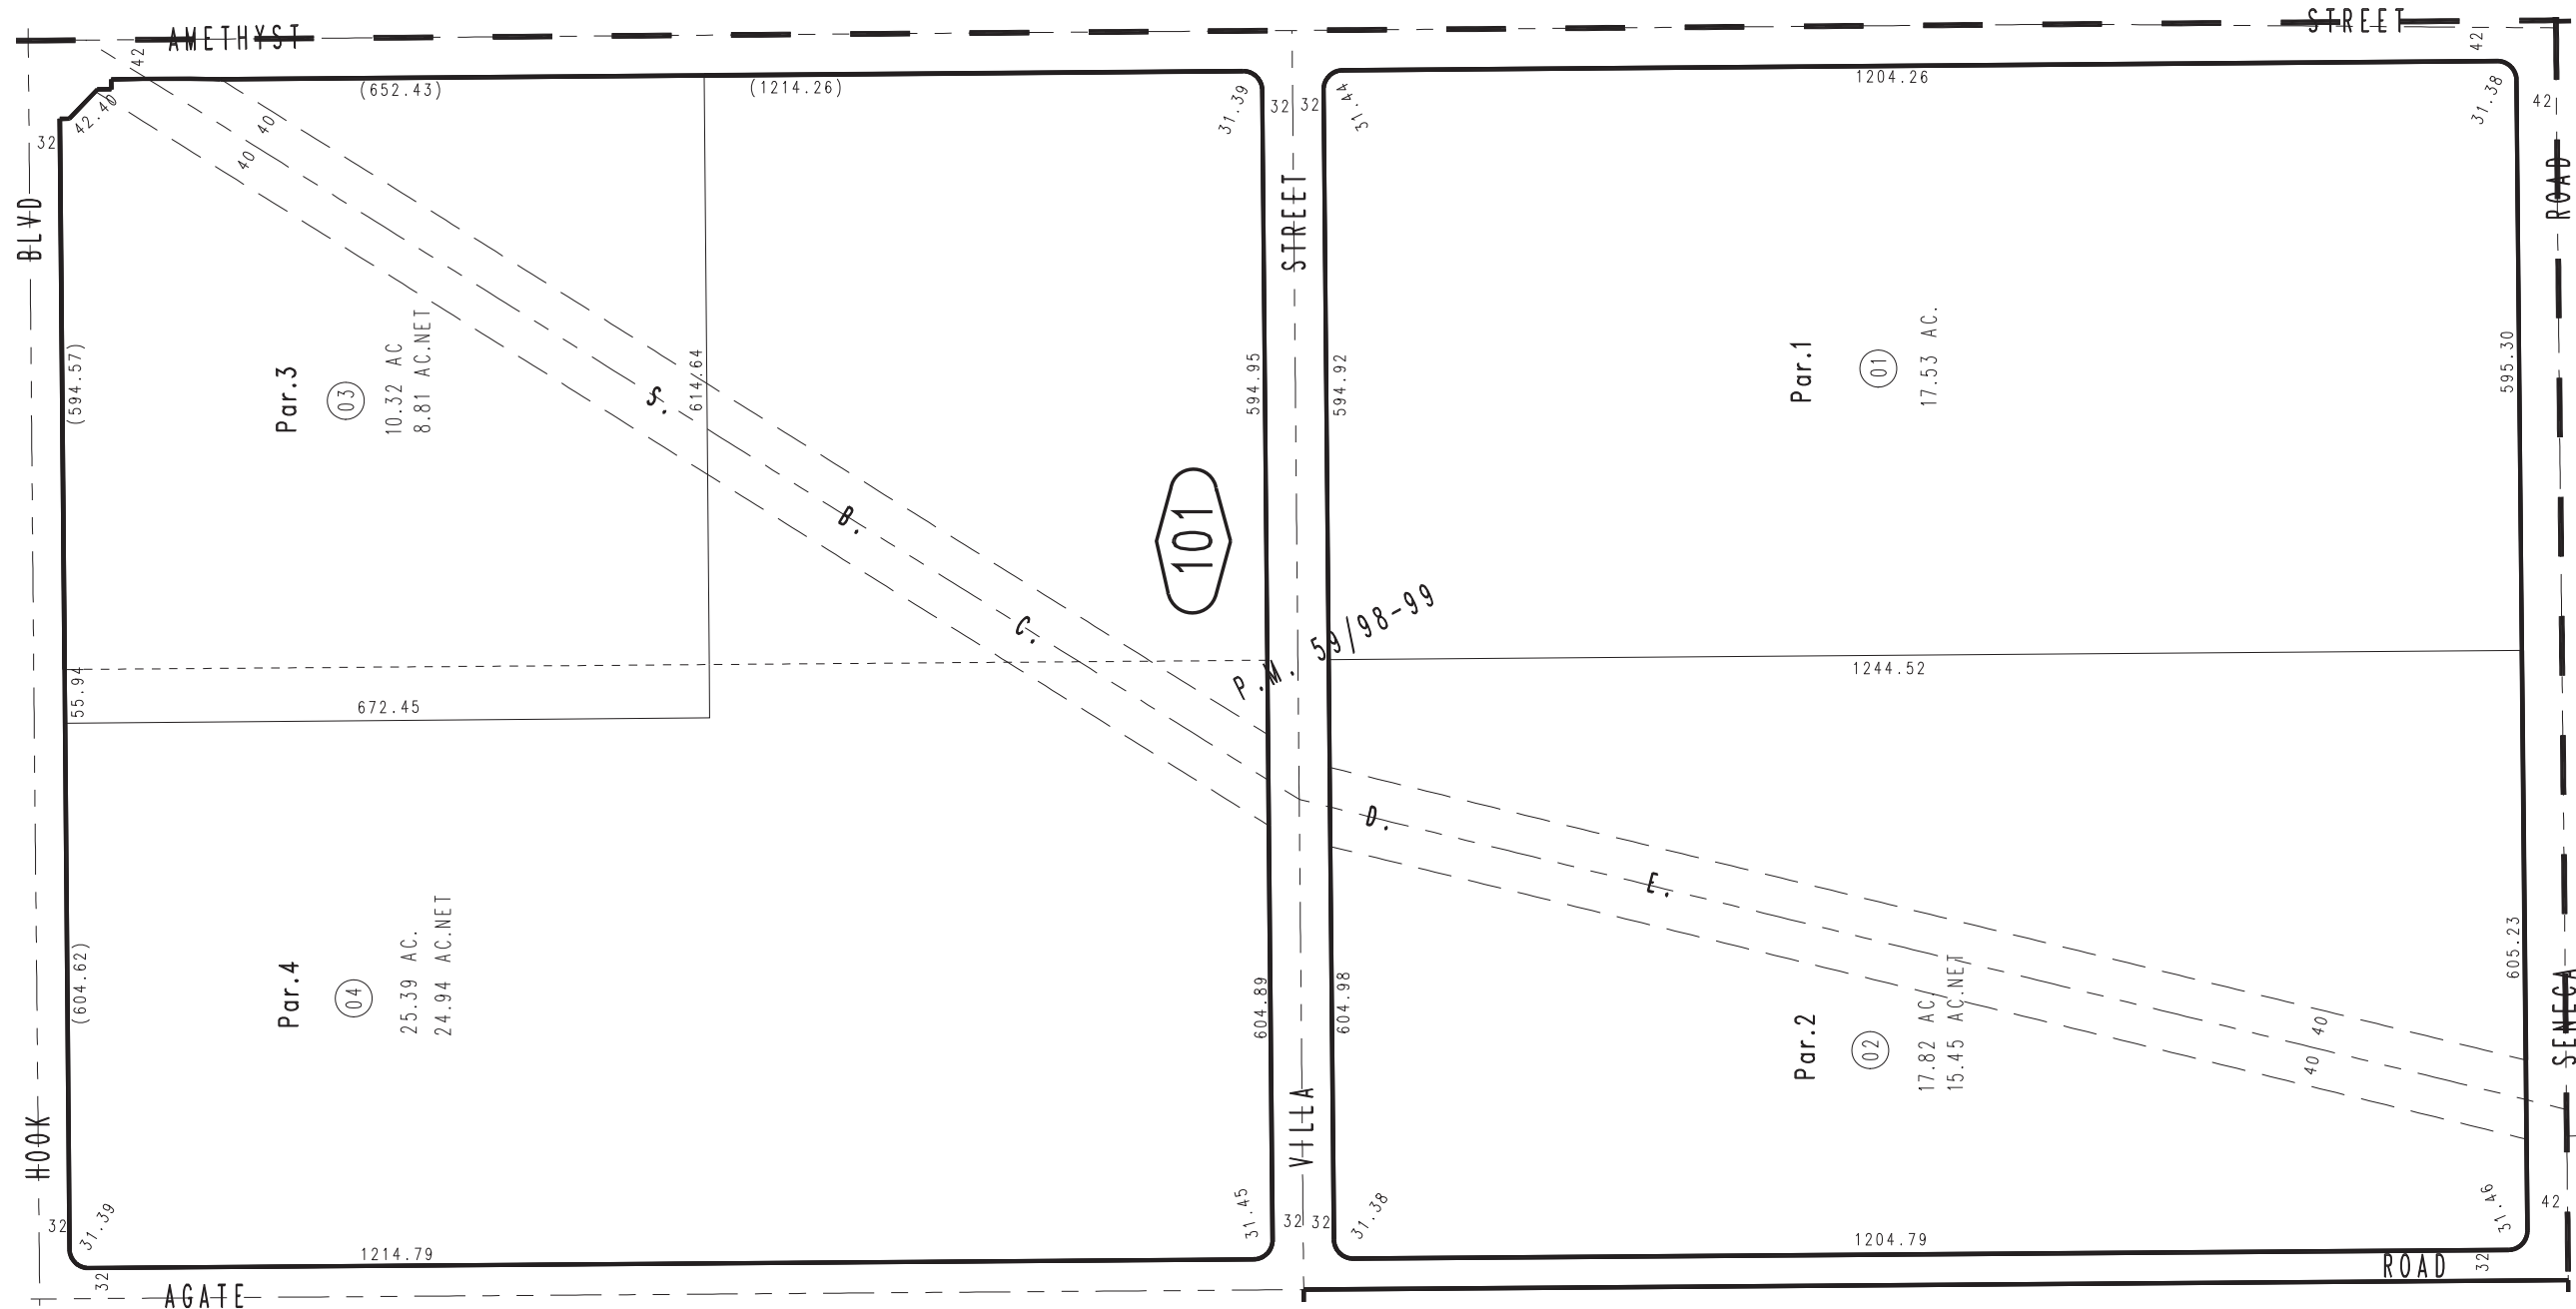 AMETHYST
STREET
42
42
(652.43)
(1214.26)
1204.26
42.40
31.39
32
32
31.44
31.38
42
32
40
40
BLVD
STREET
ROAD
(594.57)
Par.3
03
10.32 AC
8.81 AC.NET
S.
614.64
594.95
594.92
Par.1
01
17.53 AC.
595.30
B.
101
C.
P.M. 59/98-99
55.94
672.45
1244.52
D.
E.
(604.62)
Par.4
04
25.39 AC.
24.94 AC.NET
604.89
604.98
Par.2
02
17.82 AC.
15.45 AC.NET
40
40
605.23
SENECA
HOOK
VILLA
32
31.39
31.45
32
32
31.38
31.46
42
1214.79
1204.79
32
AGATE
ROAD
32